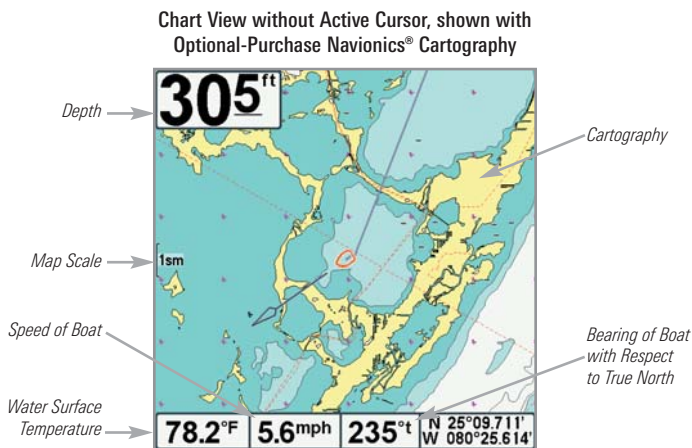 Chart View without Active Cursor, shown with
Optional-Purchase Navionics® Cartography
305 ft
Depth
Cartography
Map Scale
1sm
Speed of Boat
Bearing of Boat
with Respect
to True North
Water Surface
Temperature
78.2°F
5.6mph
235°t
N 25°09.711'
W 080°25.614'